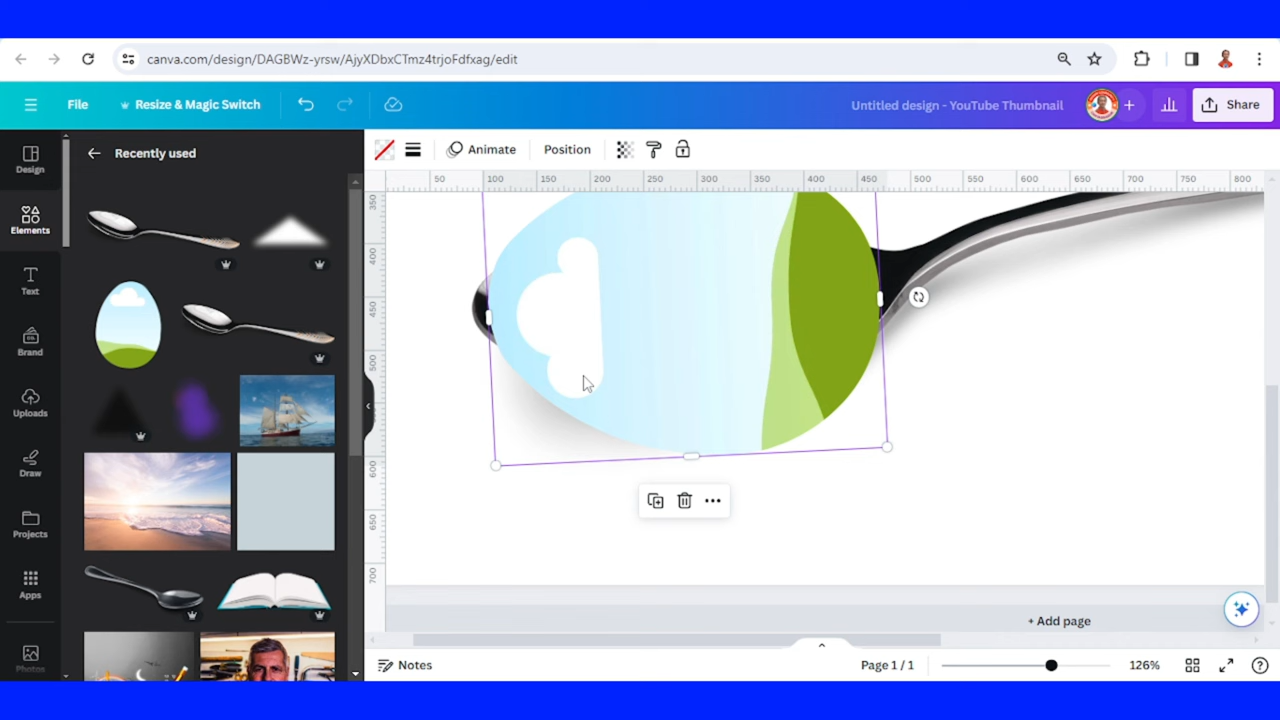 canva.com/design/DAGBWz-yrsw/AjyXDbxCTmz4trjoFdfxag/edit
File Resize & Magic Switch Untitled design - YouTube Thumbnail + Share
Design
Elements
Text
Brand
Uploads
Draw
Projects
Apps
Photos
Recently used
Animate Position
50 100 150 200 250 300 350 400 450 500 550 600 650 700 750 800
350
400
450
500
600
650
700
+ Add page
Notes Page 1 / 1 126%